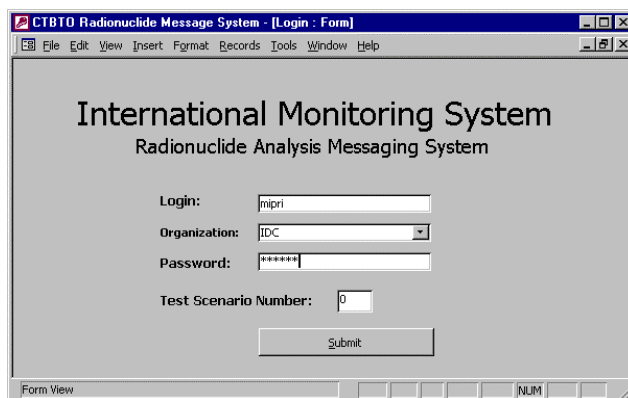 CTBTO Radionuclide Message System - [Login : Form]
File Edit View Insert Format Records Tools Window Help
International Monitoring System
Radionuclide Analysis Messaging System
Login: mipri
Organization: IDC
Password: ******
Test Scenario Number: 0
Submit
Form View NUM